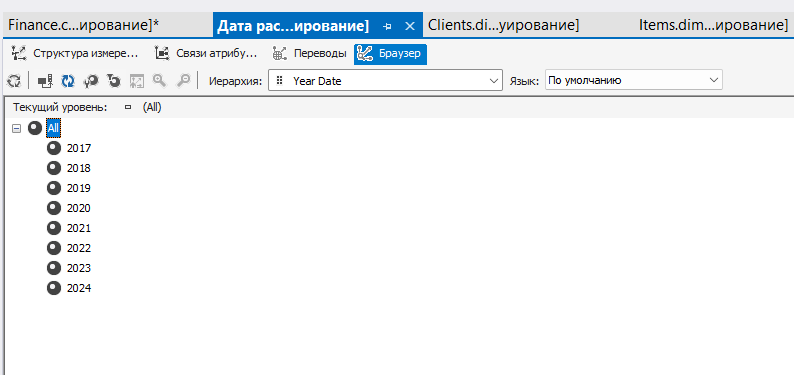 Finance.c...ирование]* Дата рас...ирование] Clients.di...уирование] Items.dim...ирование]
Структура измере... Связи атрибу... Переводы Браузер
Иерархия: Year Date Язык: По умолчанию
Текущий уровень: (All)
All
2017
2018
2019
2020
2021
2022
2023
2024